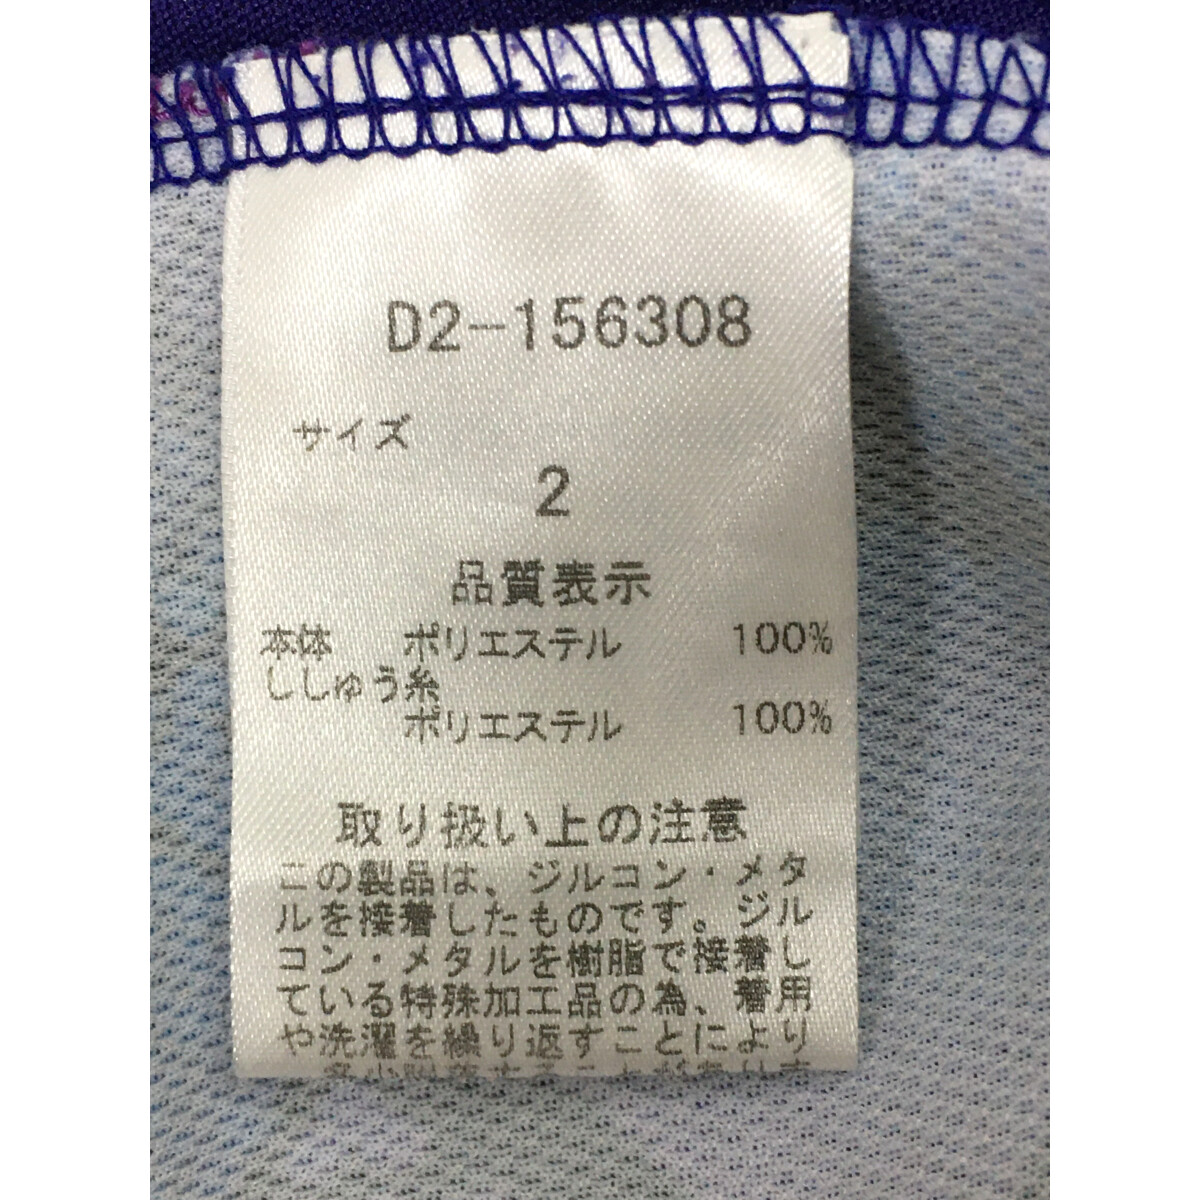 D2-156308
サイズ
2
品質表示
本体 ポリエステル 100%
ししゅう糸
ポリエステル 100%
取り扱い上の注意
この製品は、ジルコン・メタ
ルを接着したものです。ジル
コン・メタルを樹脂で接着し
ている特殊加工品の為、着用
や洗濯を繰り返すことにより